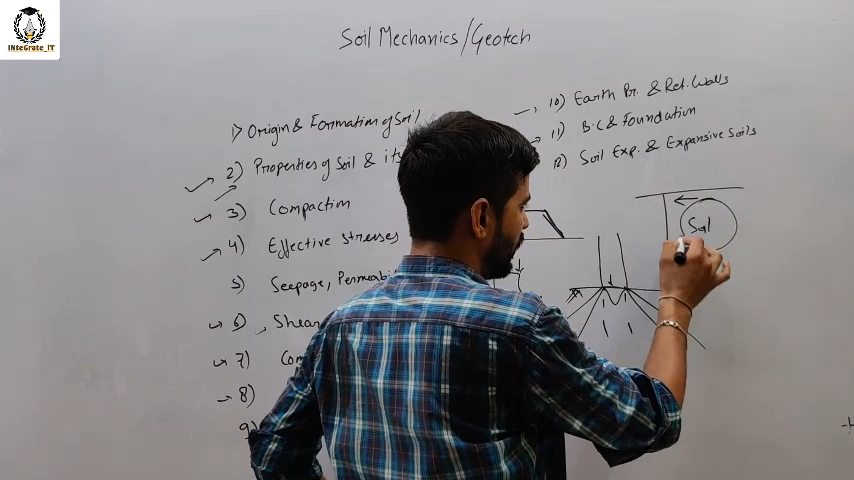 INteGrate_IT
Soil Mechanics/Geotech
1) Origin & Formation of Soil
2) Properties of Soil & its
3) Compaction
4) Effective stresses
5) Seepage, Permeabi
6) Shear
7) Com
8)
9)
10) Earth Pr. & Ret. Walls
11) B.C & Foundation
12) Soil Exp. & Expansive Soils